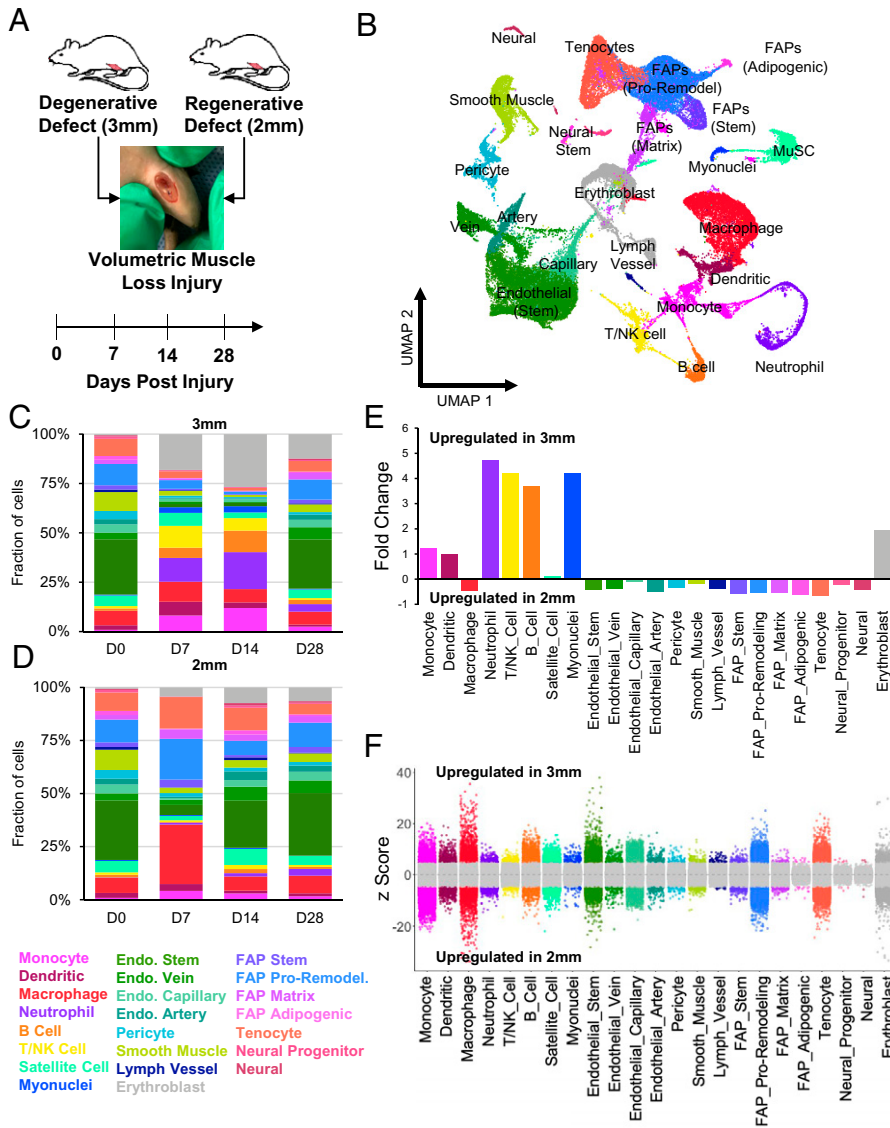 A
Degenerative
Defect (3mm)
Regenerative
Defect (2mm)
Volumetric Muscle
Loss Injury
0
7
14
28
Days Post Injury
B
Neural
Tenocytes
FAPs
(Pro-Remodel)
FAPs
(Adipogenic)
Smooth Muscle
FAPs
(Stem)
Neural
Stem
FAPs
(Matrix)
MuSC
Myonuclei
Pericyte
Erythroblast
Artery
Vein
Macrophage
Lymph
Vessel
Capillary
Dendritic
Endothelial
(Stem)
Monocyte
T/NK cell
B cell
Neutrophil
UMAP 2
UMAP 1
C
3mm
100%
75%
50%
25%
0%
Fraction of cells
D0
D7
D14
D28
D
2mm
100%
75%
50%
25%
0%
Fraction of cells
D0
D7
D14
D28
Monocyte
Dendritic
Macrophage
Neutrophil
B Cell
T/NK Cell
Satellite Cell
Myonuclei
Endo. Stem
Endo. Vein
Endo. Capillary
Endo. Artery
Pericyte
Smooth Muscle
Lymph Vessel
Erythroblast
FAP Stem
FAP Pro-Remodel.
FAP Matrix
FAP Adipogenic
Tenocyte
Neural Progenitor
Neural
E
Upregulated in 3mm
6
5
4
3
2
1
0
-1
Fold Change
Upregulated in 2mm
Monocyte
Dendritic
Macrophage
Neutrophil
T/NK_Cell
B_Cell
Satellite_Cell
Myonuclei
Endothelial_Stem
Endothelial_Vein
Endothelial_Capillary
Endothelial_Artery
Pericyte
Smooth_Muscle
Lymph_Vessel
FAP_Stem
FAP_Pro-Remodeling
FAP_Matrix
FAP_Adipogenic
Tenocyte
Neural_Progenitor
Neural
Erythroblast
F
Upregulated in 3mm
40
20
0
-20
z Score
Upregulated in 2mm
Monocyte
Dendritic
Macrophage
Neutrophil
T/NK_Cell
B_Cell
Satellite_Cell
Myonuclei
Endothelial_Stem
Endothelial_Vein
Endothelial_Capillary
Endothelial_Artery
Pericyte
Smooth_Muscle
Lymph_Vessel
FAP_Stem
FAP_Pro-Remodeling
FAP_Matrix
FAP_Adipogenic
Tenocyte
Neural_Progenitor
Neural
Erythroblast